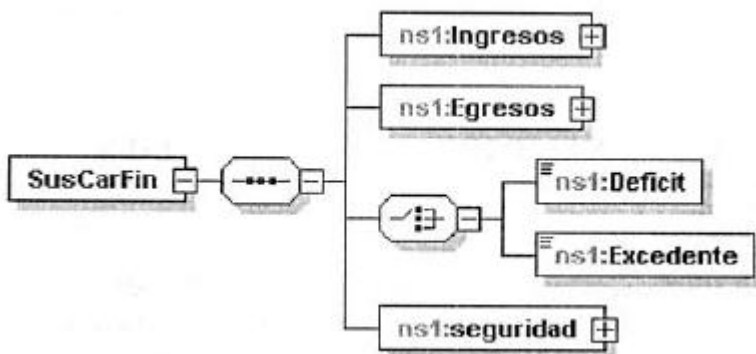 ns1:Ingresos
ns1:Egresos
SusCarFin
ns1:Deficit
ns1:Excedente
ns1:seguridad